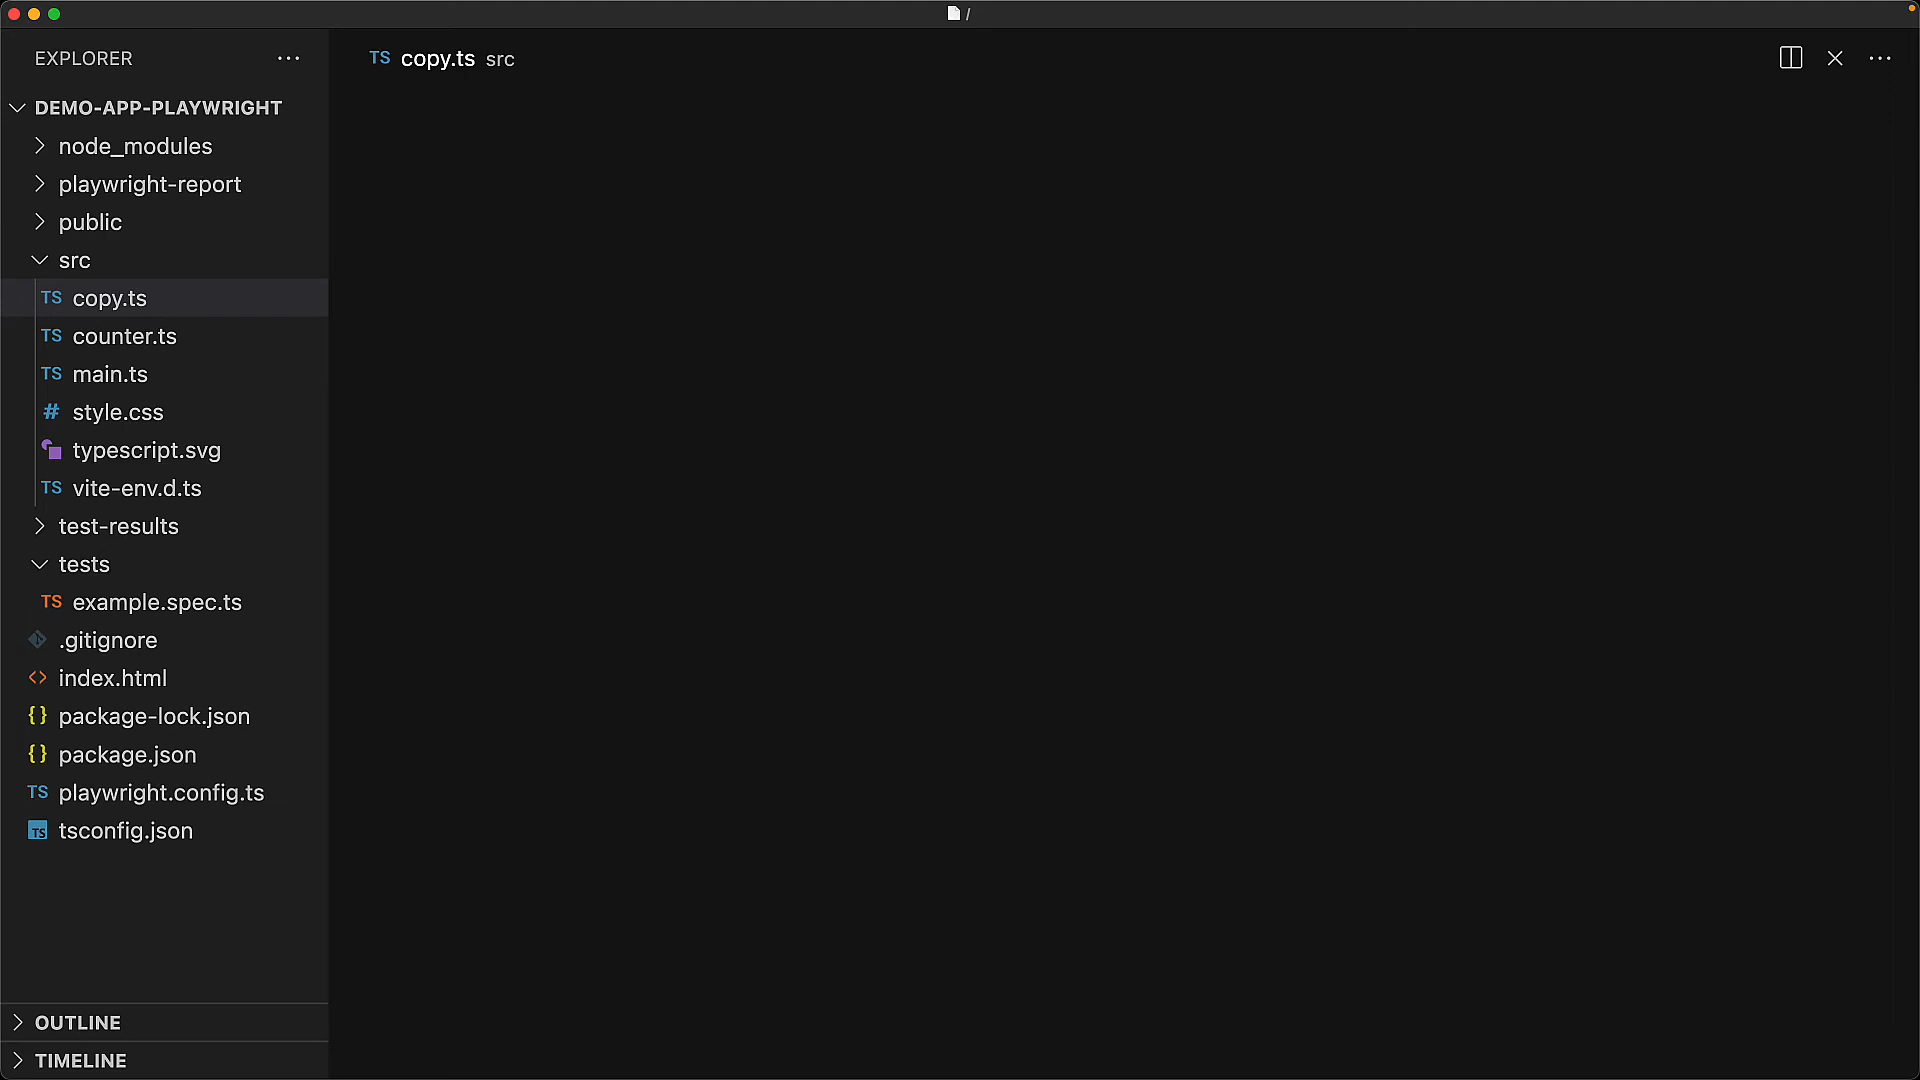 /
EXPLORER
TS copy.ts src
DEMO-APP-PLAYWRIGHT
node_modules
playwright-report
public
src
TS copy.ts
TS counter.ts
TS main.ts
# style.css
typescript.svg
TS vite-env.d.ts
test-results
tests
TS example.spec.ts
.gitignore
<> index.html
{} package-lock.json
{} package.json
TS playwright.config.ts
TS tsconfig.json
OUTLINE
TIMELINE